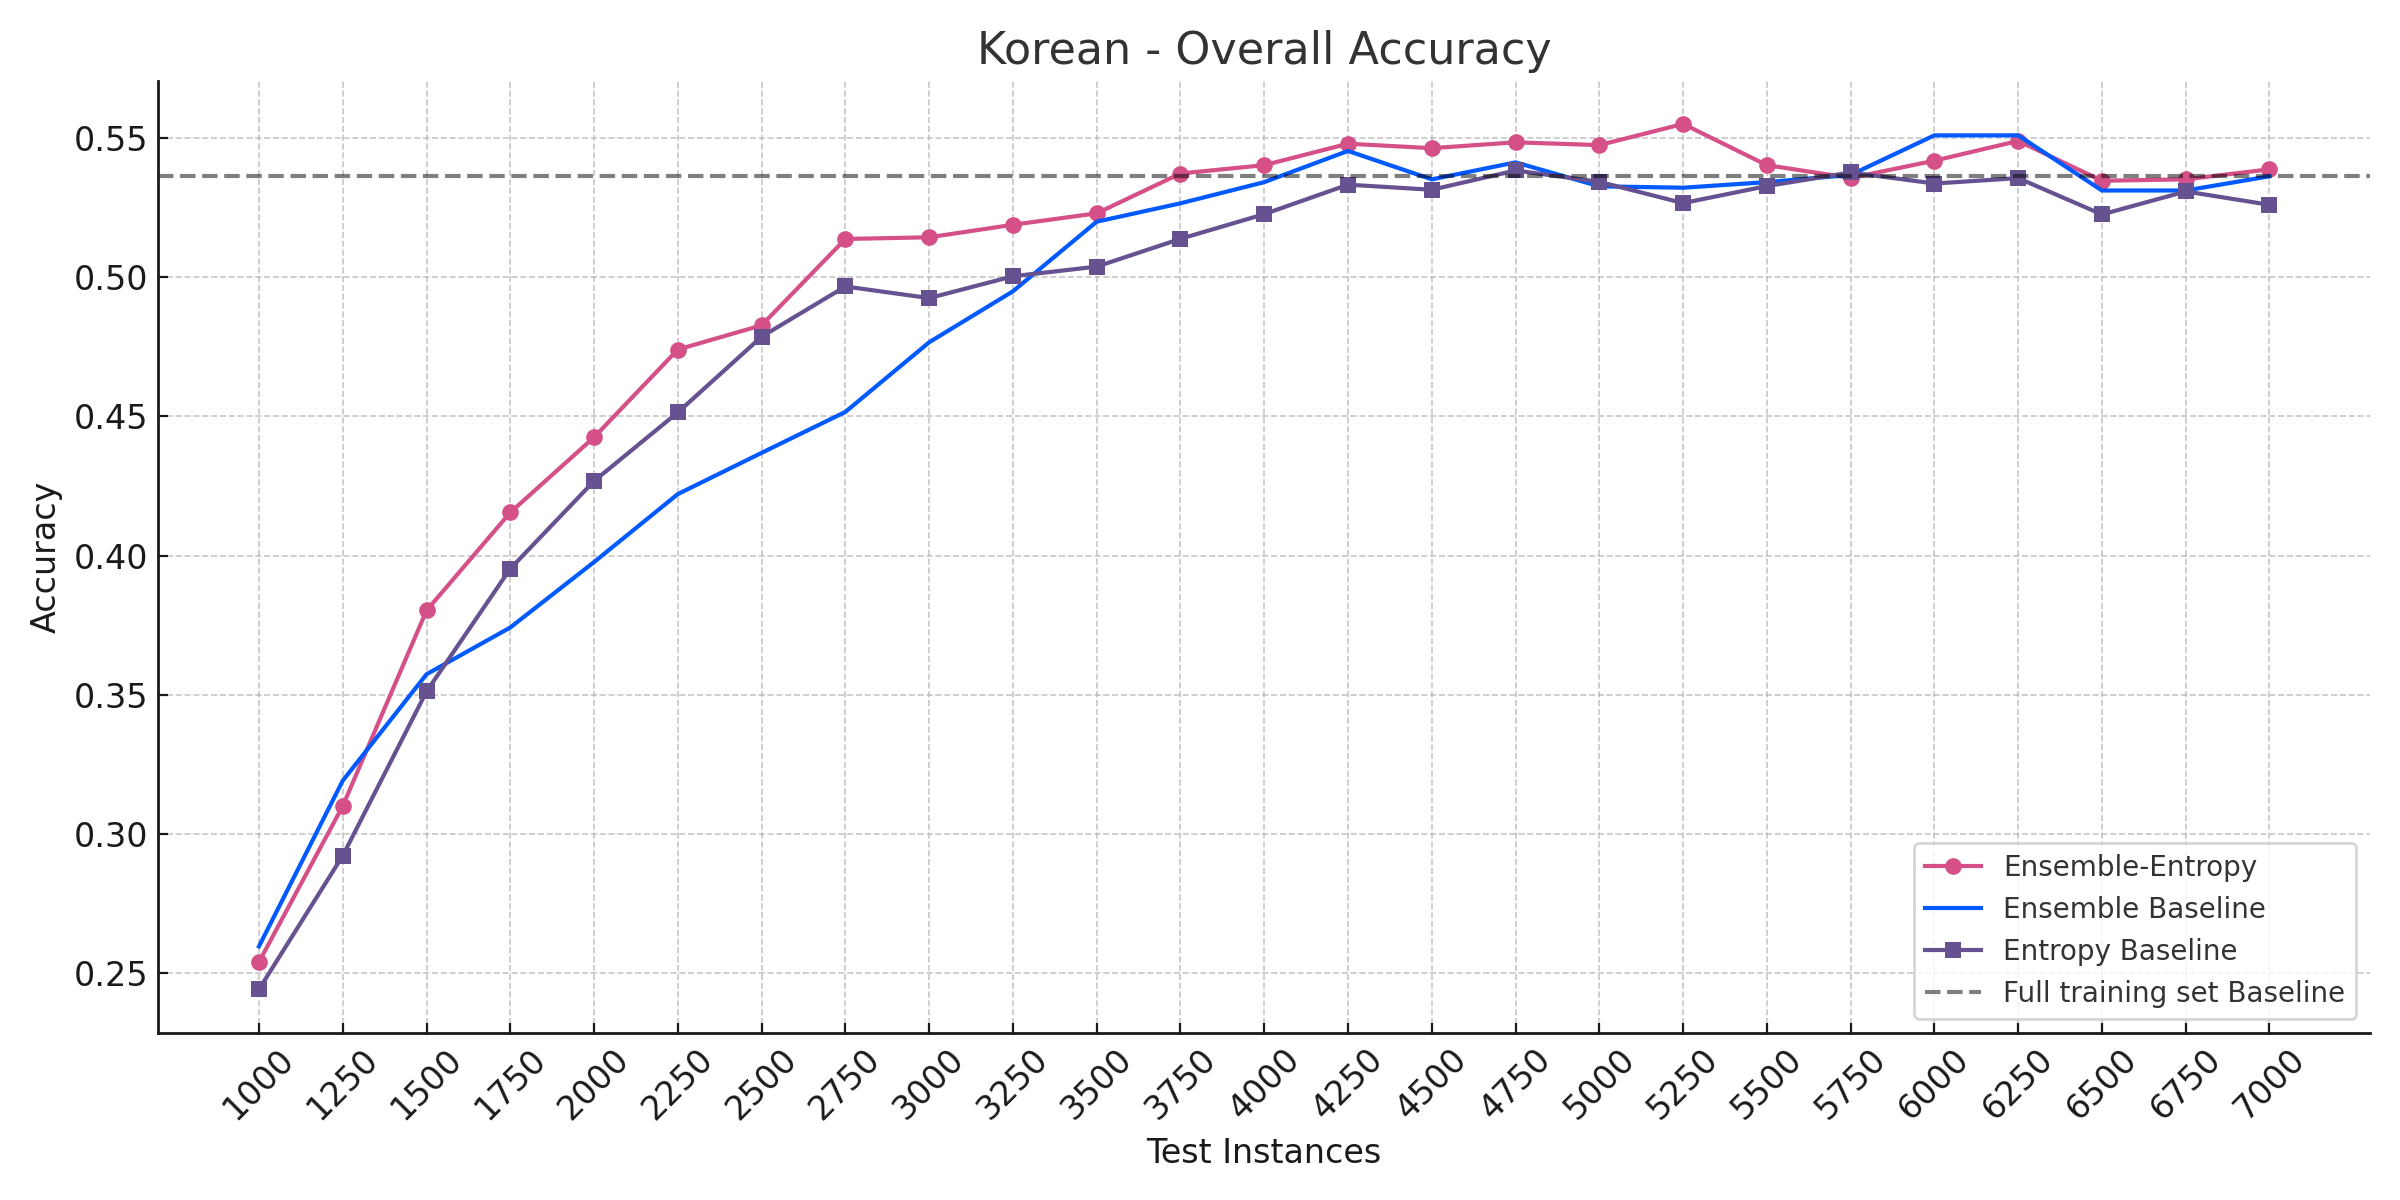 Korean - Overall Accuracy
Accuracy
0.55
0.50
0.45
0.40
0.35
0.30
0.25
Ensemble-Entropy
Ensemble Baseline
Entropy Baseline
Full training set Baseline
1000 1250 1500 1750 2000 2250 2500 2750 3000 3250 3500 3750 4000 4250 4500 4750 5000 5250 5500 5750 6000 6250 6500 6750 7000
Test Instances